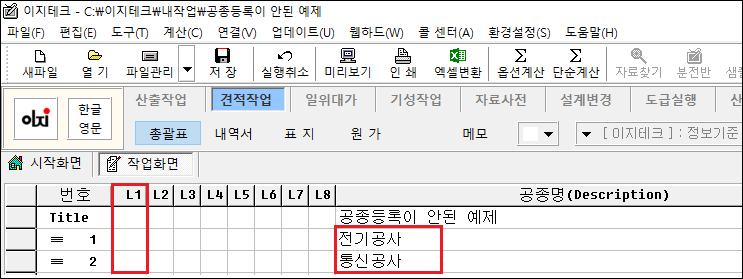 이지테크 - C:￦이지테크￦내작업￦공종등록이 안된 예제
파일(F) 편집(E) 도구(T) 계산(C) 연결(V) 업데이트(U) 웹하드(W) 콜 센터(A) 환경설정(S) 도움말(H)
새파일 열 기 파일관리 저 장 실행취소 미리보기 인 쇄 엑셀변환 옵션계산 단순계산 자료찾기 분전반 샘플
이지 한글 영문 산출작업 견적작업 일위대가 기성작업 자료사전 설계변경 도급실행 산
총괄표 내역서 표 지 원 가 메모 [ 이지테크 ] : 정보기준
시작화면 작업화면
번호 L1 L2 L3 L4 L5 L6 L7 L8 공종명(Description)
Title 공종등록이 안된 예제
1 전기공사
2 통신공사